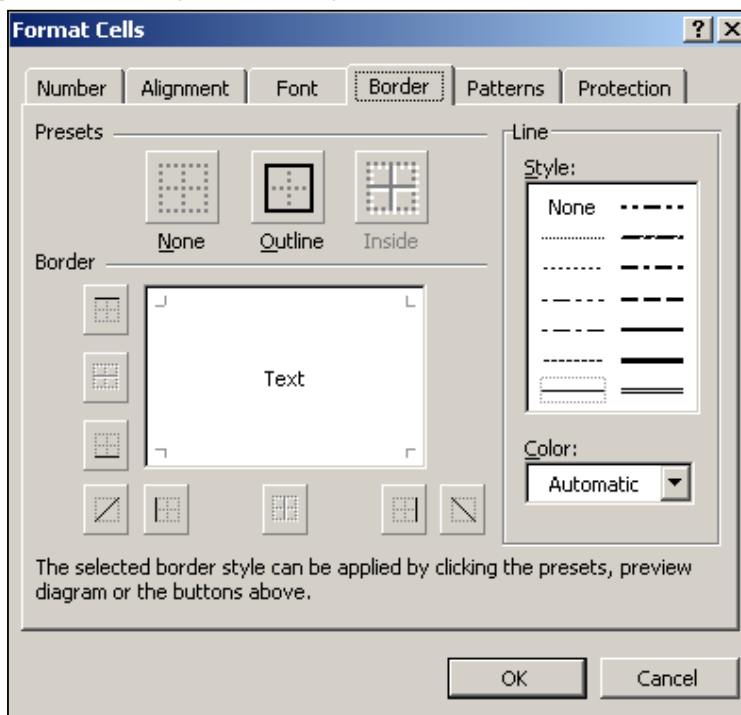 Format Cells
Number Alignment Font Border Patterns Protection
Presets
None Outline Inside
Border
Text
Line
Style:
None
Color:
Automatic
The selected border style can be applied by clicking the presets, preview
diagram or the buttons above.
OK Cancel